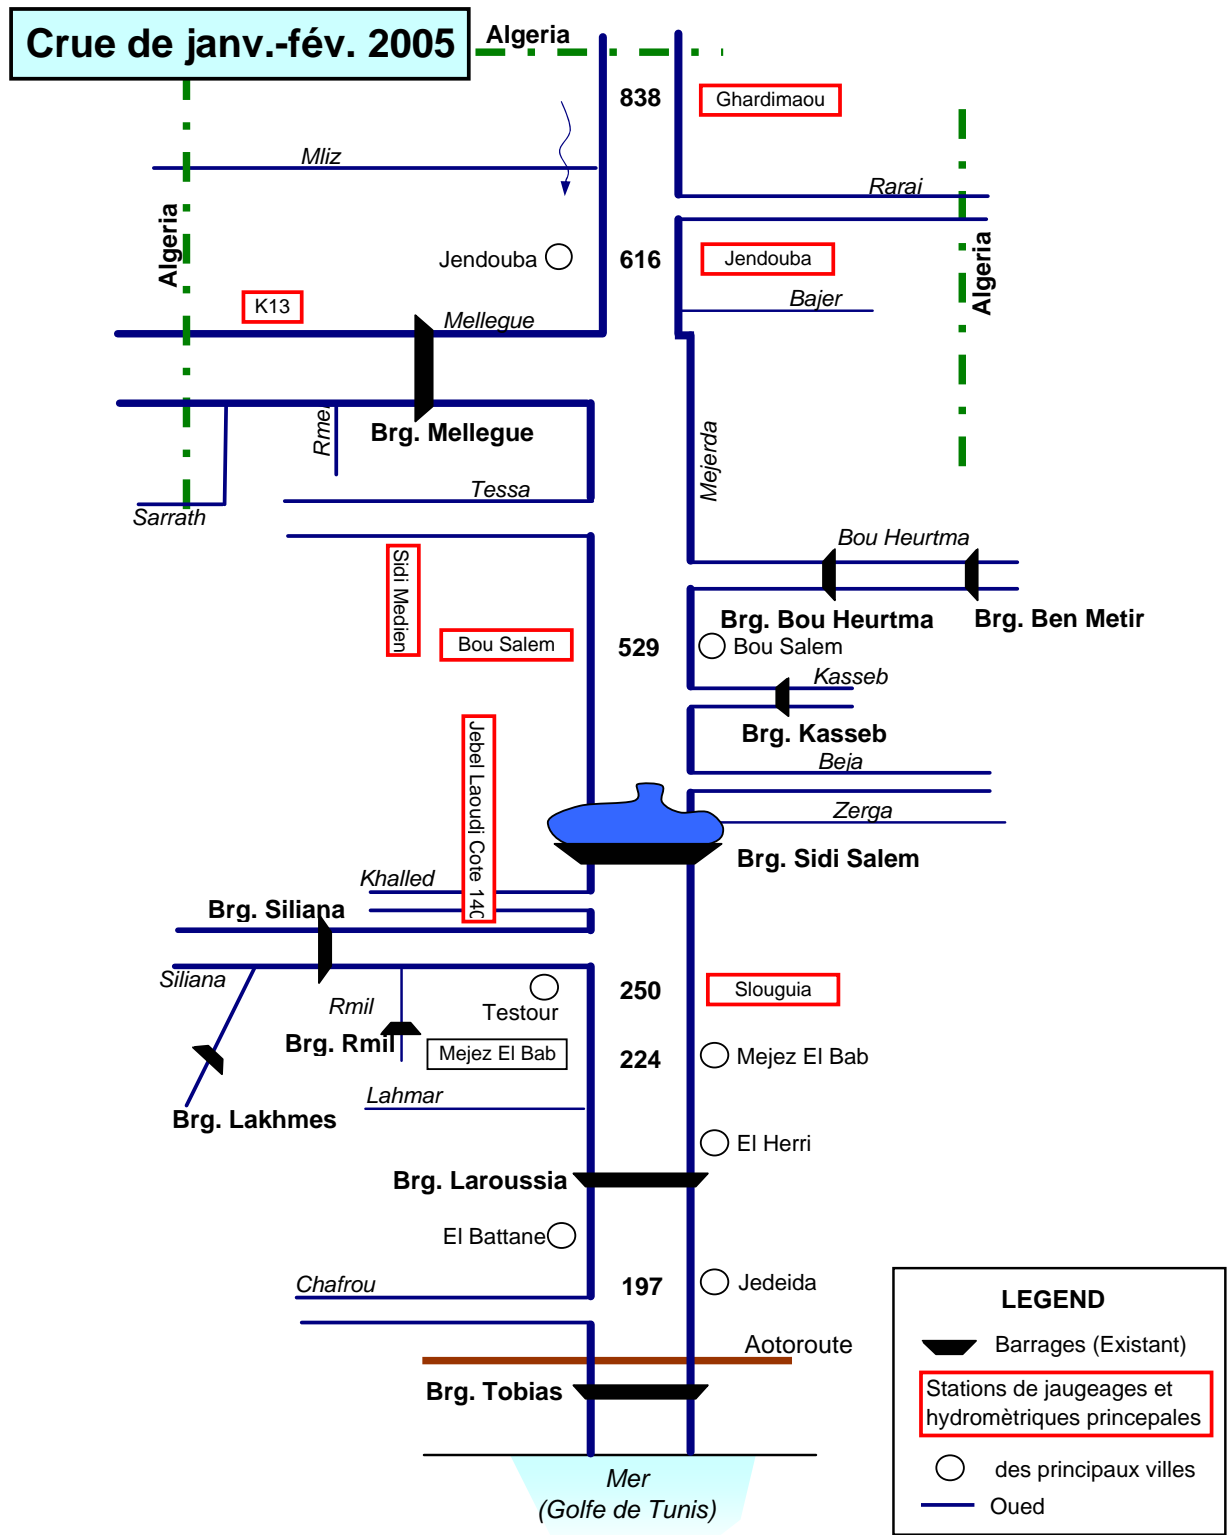 Crue de janv.-fév. 2005
Algeria
838
Ghardimaou
Mliz
Rarai
Algeria
Algeria
Jendouba
616
Jendouba
K13
Bajer
Mellegue
Rmel
Brg. Mellegue
Mejerda
Tessa
Sarrath
Bou Heurtma
Sidi Medien
Brg. Bou Heurtma
Brg. Ben Metir
Bou Salem
529
Bou Salem
Kasseb
Jebel Laoudj Cote 140
Brg. Kasseb
Beja
Zerga
Brg. Sidi Salem
Khalled
Brg. Siliana
Siliana
Rmil
Testour
250
Slouguia
Brg. Rmil
Mejez El Bab
224
Mejez El Bab
Lahmar
Brg. Lakhmes
El Herri
Brg. Laroussia
El Battane
Chafrou
197
Jedeida
Aotoroute
Brg. Tobias
Mer
(Golfe de Tunis)
LEGEND
Barrages (Existant)
Stations de jaugeages et
hydromètriques princepales
des principaux villes
Oued